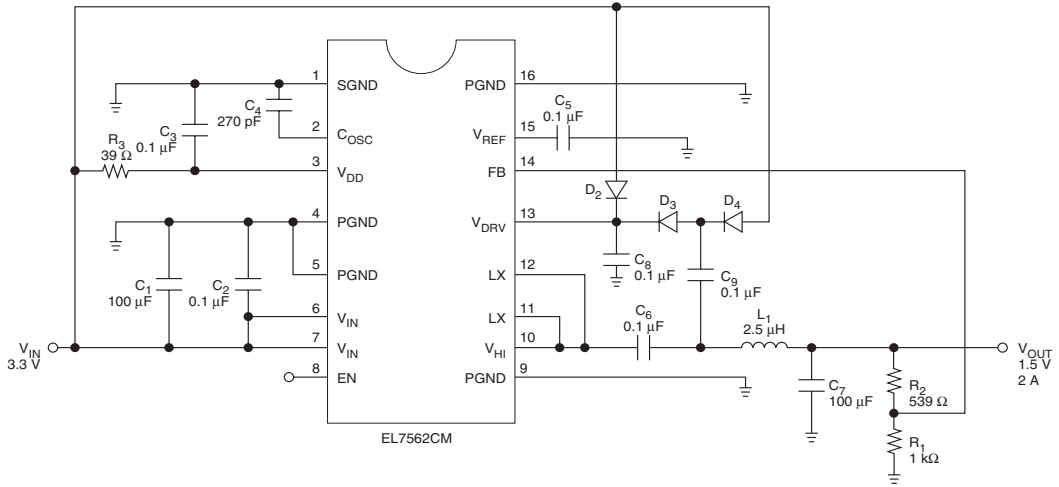 1
SGND
C4
270 pF
2
COSC
C3
0.1 µF
R3
39 Ω
3
VDD
4
PGND
5
PGND
C1
100 µF
C2
0.1 µF
6
VIN
7
VIN
VIN
3.3 V
8
EN
EL7562CM
16
PGND
C5
0.1 µF
15
VREF
14
FB
D2
13
VDRV
D3
D4
C8
0.1 µF
12
LX
C9
0.1 µF
11
LX
C6
0.1 µF
L1
2.5 µH
10
VHI
9
PGND
VOUT
1.5 V
2 A
C7
100 µF
R2
539 Ω
R1
1 kΩ